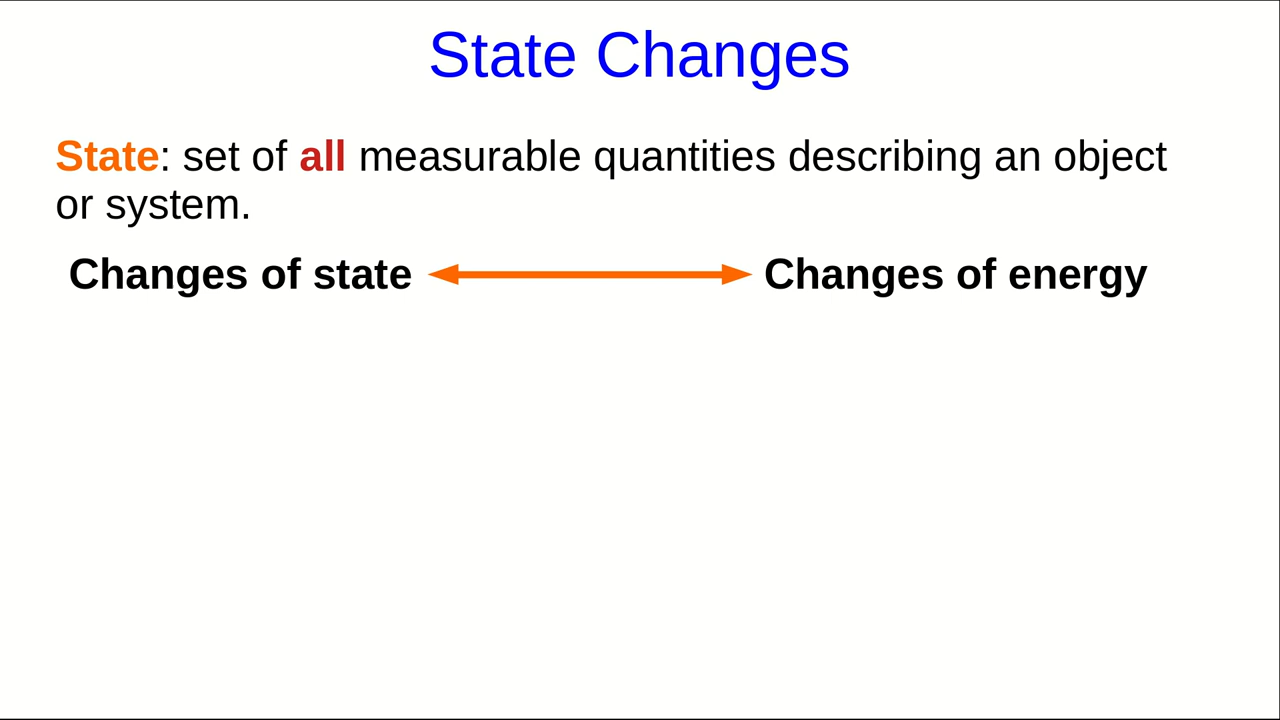 State Changes
State: set of all measurable quantities describing an object
or system.
Changes of state Changes of energy